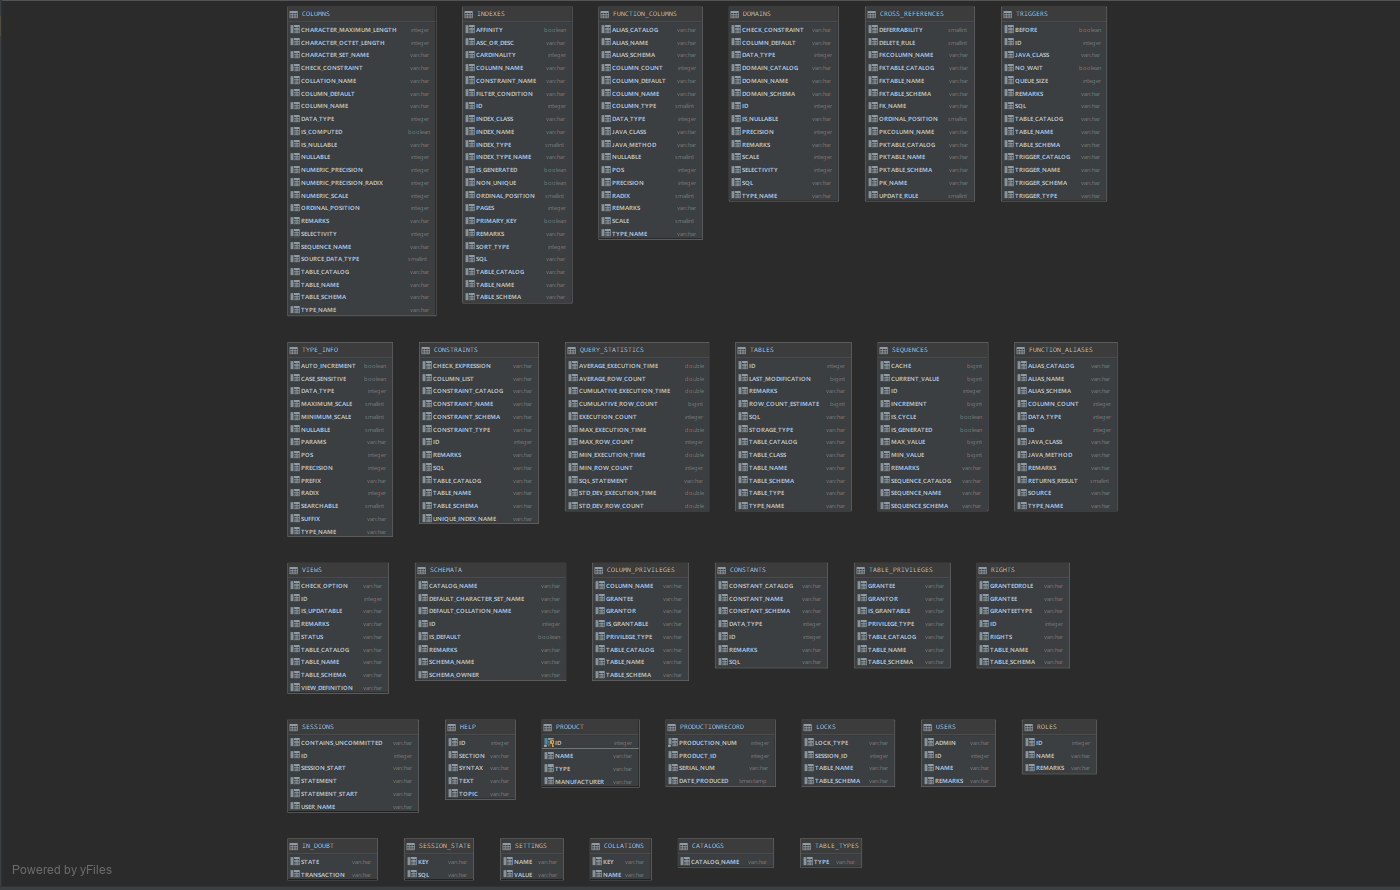 COLUMNS
CHARACTER_MAXIMUM_LENGTH integer
CHARACTER_OCTET_LENGTH integer
CHARACTER_SET_NAME varchar
CHECK_CONSTRAINT varchar
COLLATION_NAME varchar
COLUMN_DEFAULT varchar
COLUMN_NAME varchar
DATA_TYPE integer
IS_COMPUTED boolean
IS_NULLABLE varchar
NULLABLE integer
NUMERIC_PRECISION integer
NUMERIC_PRECISION_RADIX integer
NUMERIC_SCALE integer
ORDINAL_POSITION integer
REMARKS varchar
SELECTIVITY integer
SEQUENCE_NAME varchar
SOURCE_DATA_TYPE smallint
TABLE_CATALOG varchar
TABLE_NAME varchar
TABLE_SCHEMA varchar
TYPE_NAME varchar
INDEXES
AFFINITY boolean
ASC_OR_DESC varchar
CARDINALITY integer
COLUMN_NAME varchar
CONSTRAINT_NAME varchar
FILTER_CONDITION varchar
ID integer
INDEX_CLASS varchar
INDEX_NAME varchar
INDEX_TYPE smallint
INDEX_TYPE_NAME varchar
IS_GENERATED boolean
NON_UNIQUE boolean
ORDINAL_POSITION smallint
PAGES integer
PRIMARY_KEY boolean
REMARKS varchar
SORT_TYPE integer
SQL varchar
TABLE_CATALOG varchar
TABLE_NAME varchar
TABLE_SCHEMA varchar
FUNCTION_COLUMNS
ALIAS_CATALOG varchar
ALIAS_NAME varchar
ALIAS_SCHEMA varchar
COLUMN_COUNT integer
COLUMN_DEFAULT varchar
COLUMN_NAME varchar
COLUMN_TYPE smallint
DATA_TYPE integer
JAVA_CLASS varchar
JAVA_METHOD varchar
NULLABLE smallint
POS integer
PRECISION integer
RADIX smallint
REMARKS varchar
SCALE smallint
TYPE_NAME varchar
DOMAINS
CHECK_CONSTRAINT varchar
COLUMN_DEFAULT varchar
DATA_TYPE integer
DOMAIN_CATALOG varchar
DOMAIN_NAME varchar
DOMAIN_SCHEMA varchar
ID integer
IS_NULLABLE varchar
PRECISION integer
REMARKS varchar
SCALE integer
SELECTIVITY integer
SQL varchar
TYPE_NAME varchar
CROSS_REFERENCES
DEFERRABILITY smallint
DELETE_RULE smallint
FKCOLUMN_NAME varchar
FKTABLE_CATALOG varchar
FKTABLE_NAME varchar
FKTABLE_SCHEMA varchar
FK_NAME varchar
ORDINAL_POSITION smallint
PKCOLUMN_NAME varchar
PKTABLE_CATALOG varchar
PKTABLE_NAME varchar
PKTABLE_SCHEMA varchar
PK_NAME varchar
UPDATE_RULE smallint
TRIGGERS
BEFORE boolean
ID integer
JAVA_CLASS varchar
NO_WAIT boolean
QUEUE_SIZE integer
REMARKS varchar
SQL varchar
TABLE_CATALOG varchar
TABLE_NAME varchar
TABLE_SCHEMA varchar
TRIGGER_CATALOG varchar
TRIGGER_NAME varchar
TRIGGER_SCHEMA varchar
TRIGGER_TYPE varchar
TYPE_INFO
AUTO_INCREMENT boolean
CASE_SENSITIVE boolean
DATA_TYPE integer
MAXIMUM_SCALE smallint
MINIMUM_SCALE smallint
NULLABLE smallint
PARAMS varchar
POS integer
PRECISION integer
PREFIX varchar
RADIX integer
SEARCHABLE smallint
SUFFIX varchar
TYPE_NAME varchar
CONSTRAINTS
CHECK_EXPRESSION varchar
COLUMN_LIST varchar
CONSTRAINT_CATALOG varchar
CONSTRAINT_NAME varchar
CONSTRAINT_SCHEMA varchar
CONSTRAINT_TYPE varchar
ID integer
REMARKS varchar
SQL varchar
TABLE_CATALOG varchar
TABLE_NAME varchar
TABLE_SCHEMA varchar
UNIQUE_INDEX_NAME varchar
QUERY_STATISTICS
AVERAGE_EXECUTION_TIME double
AVERAGE_ROW_COUNT double
CUMULATIVE_EXECUTION_TIME double
CUMULATIVE_ROW_COUNT bigint
EXECUTION_COUNT integer
MAX_EXECUTION_TIME double
MAX_ROW_COUNT integer
MIN_EXECUTION_TIME double
MIN_ROW_COUNT integer
SQL_STATEMENT varchar
STD_DEV_EXECUTION_TIME double
STD_DEV_ROW_COUNT double
TABLES
ID integer
LAST_MODIFICATION bigint
REMARKS varchar
ROW_COUNT_ESTIMATE bigint
SQL varchar
STORAGE_TYPE varchar
TABLE_CATALOG varchar
TABLE_CLASS varchar
TABLE_NAME varchar
TABLE_SCHEMA varchar
TABLE_TYPE varchar
TYPE_NAME varchar
SEQUENCES
CACHE bigint
CURRENT_VALUE bigint
ID integer
INCREMENT bigint
IS_CYCLE boolean
IS_GENERATED boolean
MAX_VALUE bigint
MIN_VALUE bigint
REMARKS varchar
SEQUENCE_CATALOG varchar
SEQUENCE_NAME varchar
SEQUENCE_SCHEMA varchar
FUNCTION_ALIASES
ALIAS_CATALOG varchar
ALIAS_NAME varchar
ALIAS_SCHEMA varchar
COLUMN_COUNT integer
DATA_TYPE integer
ID integer
JAVA_CLASS varchar
JAVA_METHOD varchar
REMARKS varchar
RETURNS_RESULT smallint
SOURCE varchar
TYPE_NAME varchar
VIEWS
CHECK_OPTION varchar
ID integer
IS_UPDATABLE varchar
REMARKS varchar
STATUS varchar
TABLE_CATALOG varchar
TABLE_NAME varchar
TABLE_SCHEMA varchar
VIEW_DEFINITION varchar
SCHEMATA
CATALOG_NAME varchar
DEFAULT_CHARACTER_SET_NAME varchar
DEFAULT_COLLATION_NAME varchar
ID integer
IS_DEFAULT boolean
REMARKS varchar
SCHEMA_NAME varchar
SCHEMA_OWNER varchar
COLUMN_PRIVILEGES
COLUMN_NAME varchar
GRANTEE varchar
GRANTOR varchar
IS_GRANTABLE varchar
PRIVILEGE_TYPE varchar
TABLE_CATALOG varchar
TABLE_NAME varchar
TABLE_SCHEMA varchar
CONSTANTS
CONSTANT_CATALOG varchar
CONSTANT_NAME varchar
CONSTANT_SCHEMA varchar
DATA_TYPE integer
ID integer
REMARKS varchar
SQL varchar
TABLE_PRIVILEGES
GRANTEE varchar
GRANTOR varchar
IS_GRANTABLE varchar
PRIVILEGE_TYPE varchar
TABLE_CATALOG varchar
TABLE_NAME varchar
TABLE_SCHEMA varchar
RIGHTS
GRANTEDROLE varchar
GRANTEE varchar
GRANTEETYPE varchar
ID integer
RIGHTS varchar
TABLE_NAME varchar
TABLE_SCHEMA varchar
SESSIONS
CONTAINS_UNCOMMITTED varchar
ID integer
SESSION_START varchar
STATEMENT varchar
STATEMENT_START varchar
USER_NAME varchar
HELP
ID integer
SECTION varchar
SYNTAX varchar
TEXT varchar
TOPIC varchar
PRODUCT
ID integer
NAME varchar
TYPE varchar
MANUFACTURER varchar
PRODUCTIONRECORD
PRODUCTION_NUM integer
PRODUCT_ID integer
SERIAL_NUM varchar
DATE_PRODUCED timestamp
LOCKS
LOCK_TYPE varchar
SESSION_ID integer
TABLE_NAME varchar
TABLE_SCHEMA varchar
USERS
ADMIN varchar
ID integer
NAME varchar
REMARKS varchar
ROLES
ID integer
NAME varchar
REMARKS varchar
IN_DOUBT
STATE varchar
TRANSACTION varchar
SESSION_STATE
KEY varchar
SQL varchar
SETTINGS
NAME varchar
VALUE varchar
COLLATIONS
KEY varchar
NAME varchar
CATALOGS
CATALOG_NAME varchar
TABLE_TYPES
TYPE varchar
Powered by yFiles